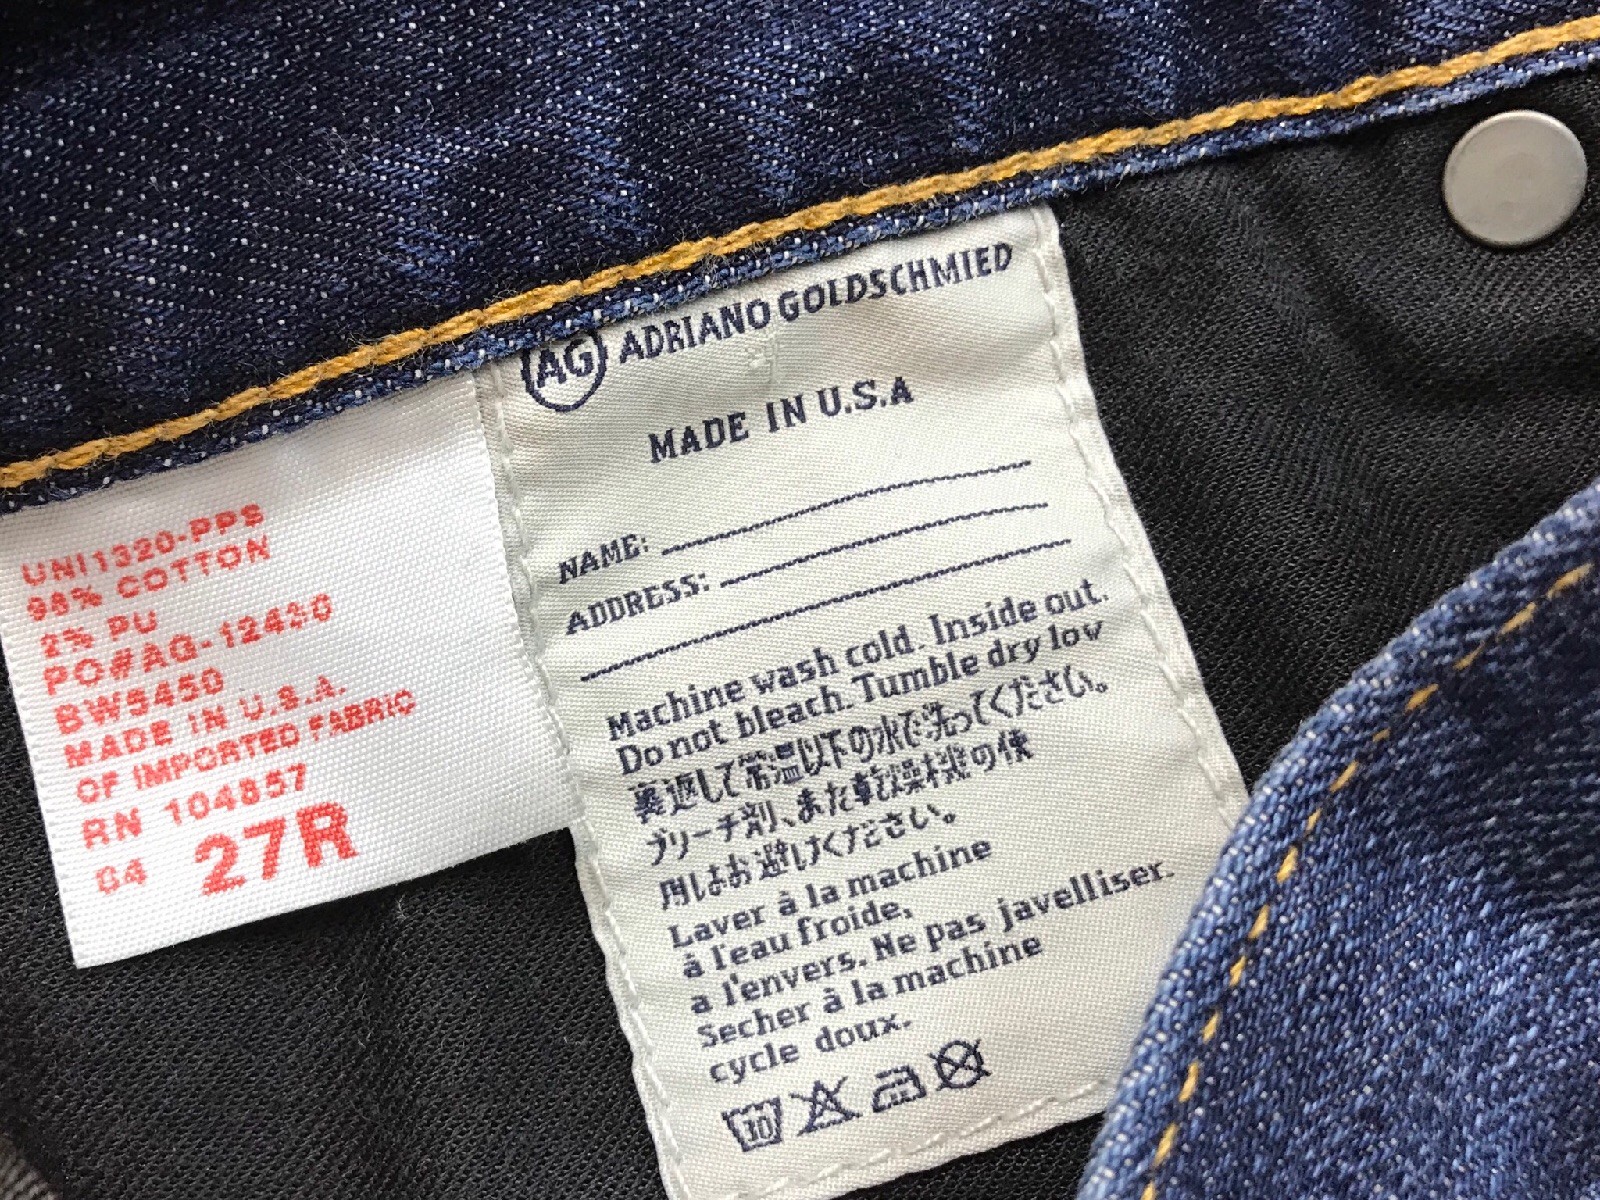 UNI1320-PPS
98% COTTON
2% PU
PO#AG-12430
BW5450
MADE IN U.S.A.
OF IMPORTED FABRIC
RN 104857
04 27R
AG ADRIANO GOLDSCHMIED
MADE IN U.S.A
NAME:
ADDRESS:
Machine wash cold. Inside out.
Do not bleach. Tumble dry low
裏返して常温以下の水で洗ってください。
ブリーチ剤、また乾燥機の使
用はお避けください。
Laver à la machine
à l'eau froide,
a l'envers. Ne pas javelliser.
Secher à la machine
cycle doux.